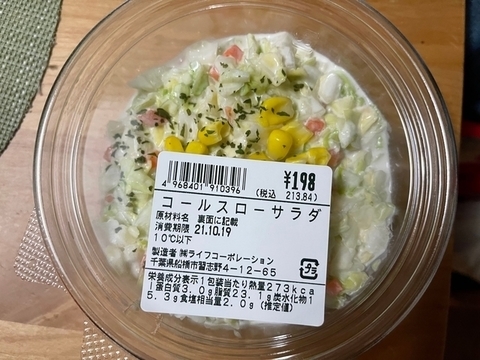 4 968401 910396
¥198
(税込 213.84)
コールスローサラダ
原材料名 裏面に記載
消費期限 21.10.19
10℃以下
製造者 ㈱ライフコーポレーション
千葉県船橋市習志野4-12-65
プラ
栄養成分表示1包装当たり熱量273kca
l蛋白質3.0g脂質23.1g炭水化物1
5.3g食塩相当量2.0g(推定値)